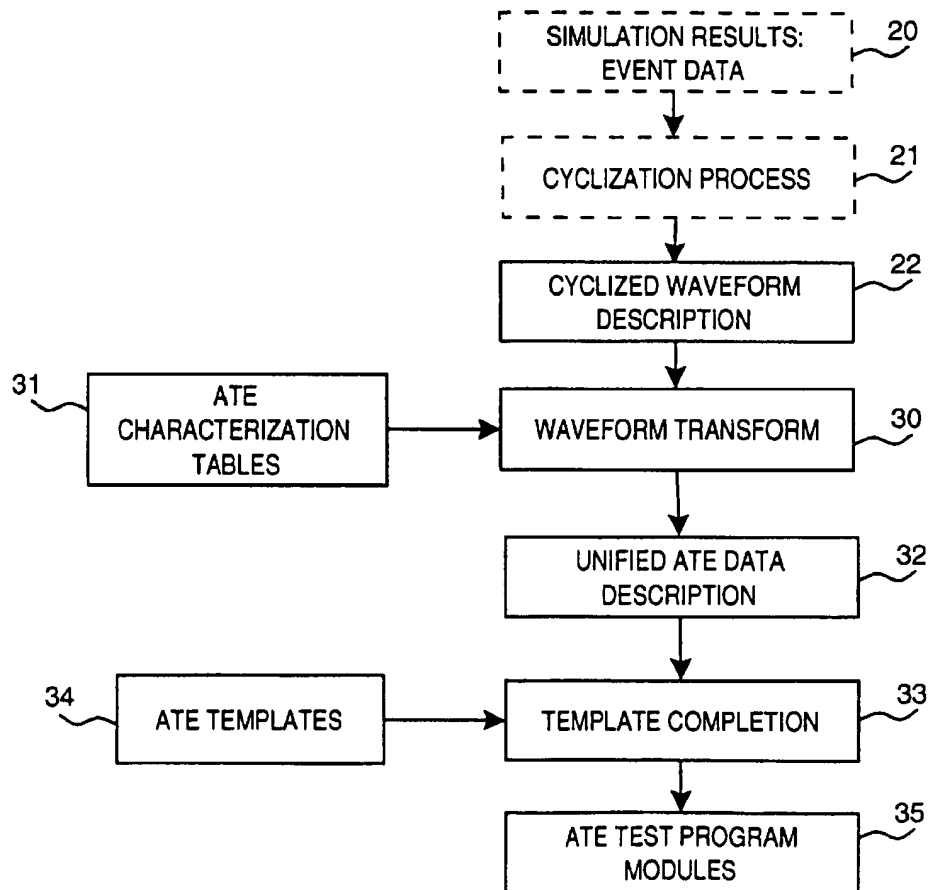 SIMULATION RESULTS:
EVENT DATA
20
CYCLIZATION PROCESS
21
CYCLIZED WAVEFORM
DESCRIPTION
22
31
ATE
CHARACTERIZATION
TABLES
WAVEFORM TRANSFORM
30
UNIFIED ATE DATA
DESCRIPTION
32
34
ATE TEMPLATES
TEMPLATE COMPLETION
33
ATE TEST PROGRAM
MODULES
35